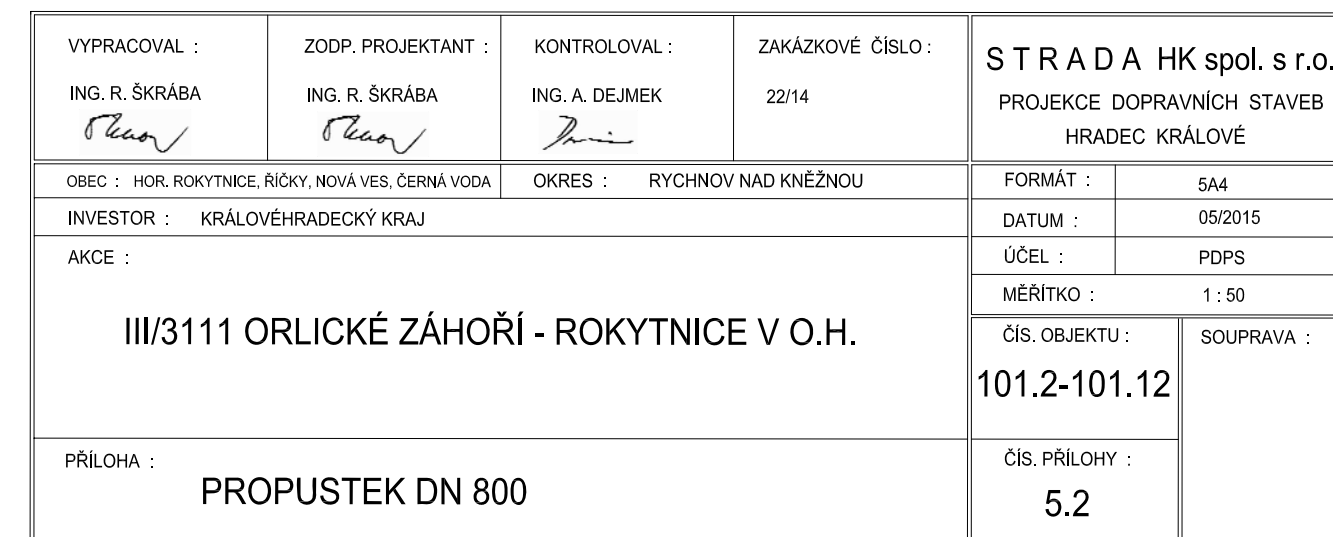 VYPRACOVAL : ZODP. PROJEKTANT : KONTROLOVAL : ZAKÁZKOVÉ ČÍSLO :
ING. R. ŠKRÁBA ING. R. ŠKRÁBA ING. A. DEJMEK 22/14
STRADA HK spol. s r.o.
PROJEKCE DOPRAVNÍCH STAVEB
HRADEC KRÁLOVÉ
OBEC : HOR. ROKYTNICE, ŘÍČKY, NOVÁ VES, ČERNÁ VODA OKRES : RYCHNOV NAD KNĚŽNOU
FORMÁT : 5A4
INVESTOR : KRÁLOVÉHRADECKÝ KRAJ
DATUM : 05/2015
AKCE :
ÚČEL : PDPS
MĚŘÍTKO : 1 : 50
III/3111 ORLICKÉ ZÁHOŘÍ - ROKYTNICE V O.H.
ČÍS. OBJEKTU : SOUPRAVA :
101.2-101.12
PŘÍLOHA :
PROPUSTEK DN 800
ČÍS. PŘÍLOHY :
5.2